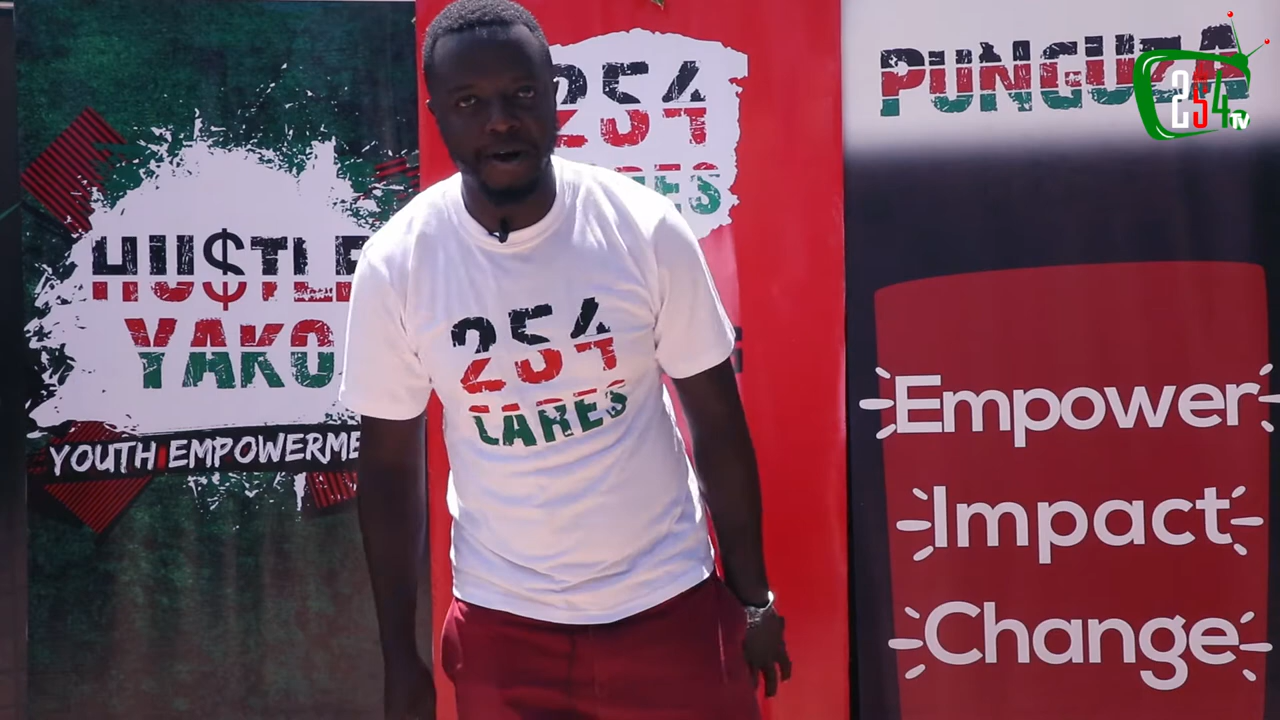 HU$TLE
YAKO
YOUTH EMPOWERME
254
254
CARES
PUNGUZA
254
TV
Empower
Impact
Change